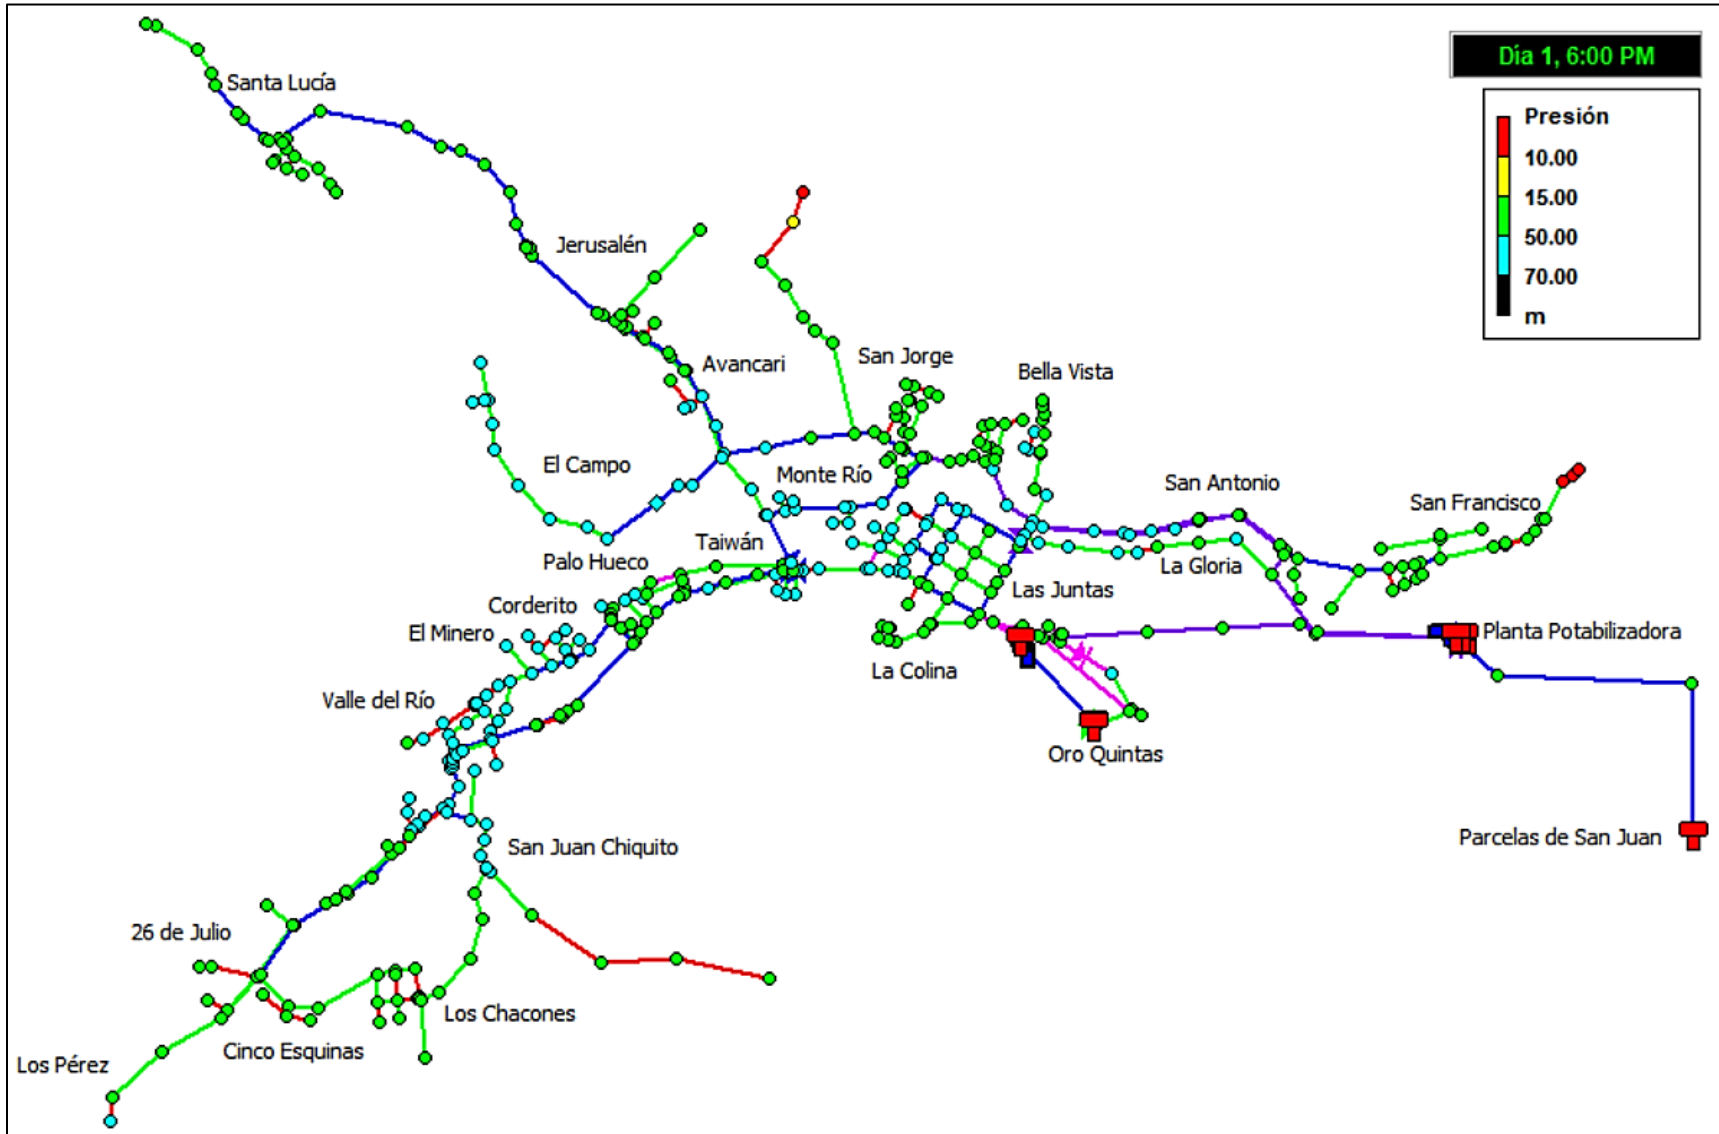 Día 1, 6:00 PM
Presión
10.00
15.00
50.00
70.00
m
Santa Lucía
Jerusalén
Avancari
San Jorge
Bella Vista
El Campo
Monte Río
San Antonio
San Francisco
Taiwán
Palo Hueco
La Gloria
Las Juntas
Corderito
El Minero
La Colina
Planta Potabilizadora
Valle del Río
Oro Quintas
Parcelas de San Juan
San Juan Chiquito
26 de Julio
Los Chacones
Cinco Esquinas
Los Pérez